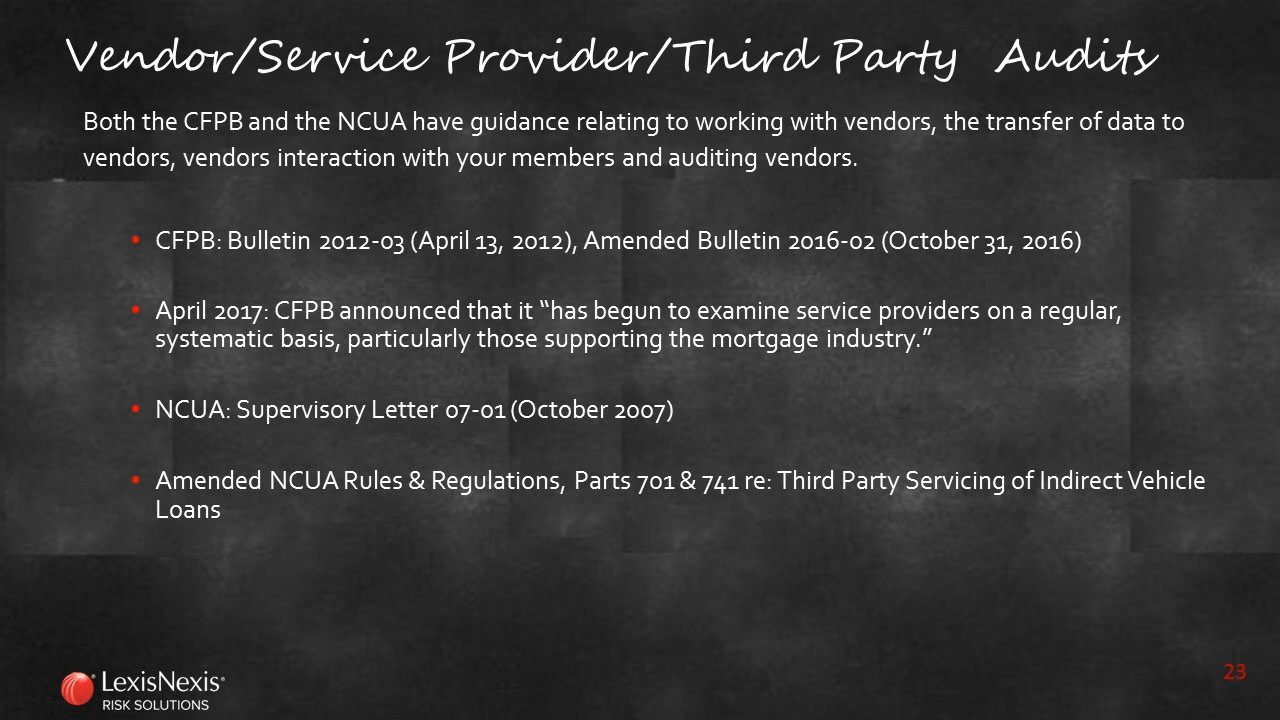 Vendor/Service Provider/Third Party Audits
Both the CFPB and the NCUA have guidance relating to working with vendors, the transfer of data to
vendors, vendors interaction with your members and auditing vendors.
• CFPB: Bulletin 2012-03 (April 13, 2012), Amended Bulletin 2016-02 (October 31, 2016)
• April 2017: CFPB announced that it “has begun to examine service providers on a regular,
systematic basis, particularly those supporting the mortgage industry.”
• NCUA: Supervisory Letter 07-01 (October 2007)
• Amended NCUA Rules & Regulations, Parts 701 & 741 re: Third Party Servicing of Indirect Vehicle
Loans
LexisNexis®
RISK SOLUTIONS
23